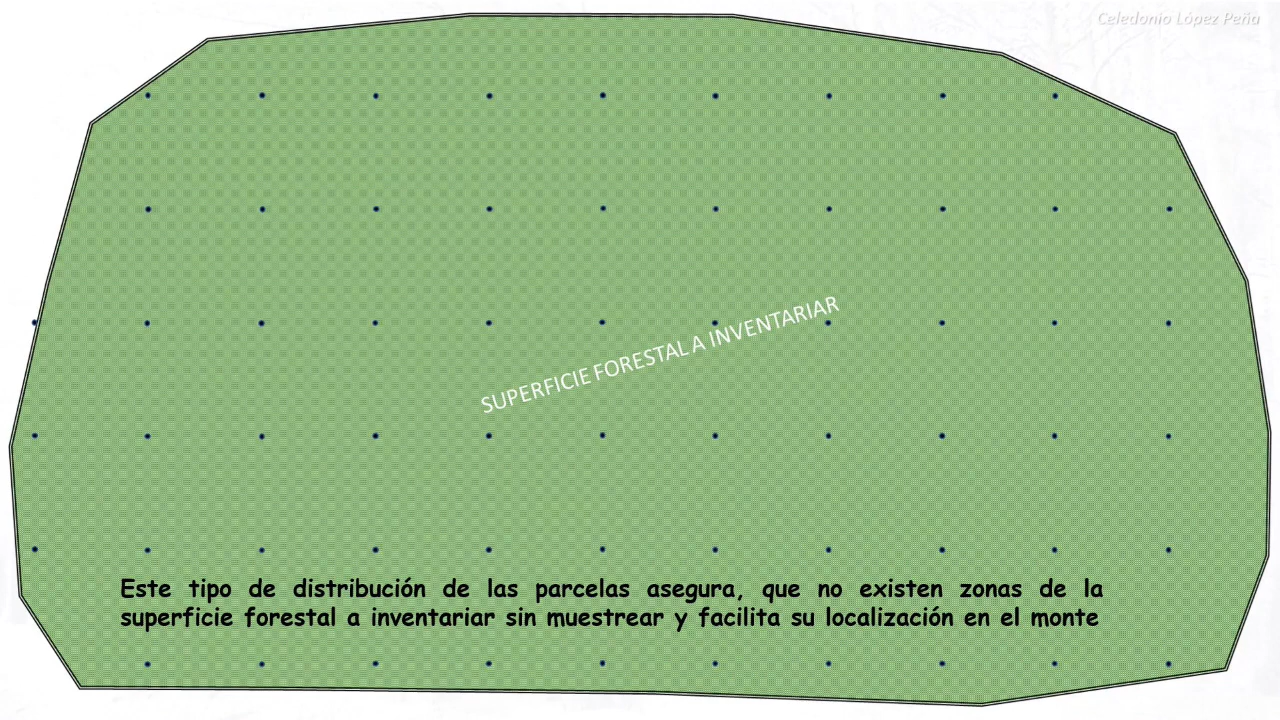 Celedonio López Peña
SUPERFICIE FORESTAL A INVENTARIAR
Este tipo de distribución de las parcelas asegura, que no existen zonas de la
superficie forestal a inventariar sin muestrear y facilita su localización en el monte